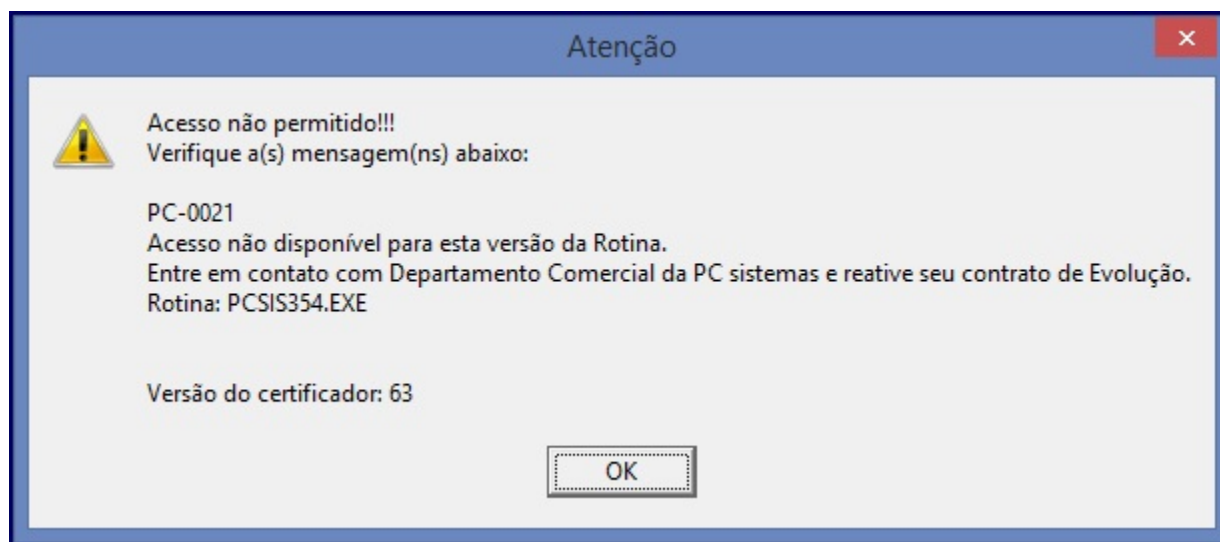 Atenção
Acesso não permitido!!!
Verifique a(s) mensagem(ns) abaixo:
PC-0021
Acesso não disponível para esta versão da Rotina.
Entre em contato com Departamento Comercial da PC sistemas e reative seu contrato de Evolução.
Rotina: PCSIS354.EXE
Versão do certificador: 63
OK